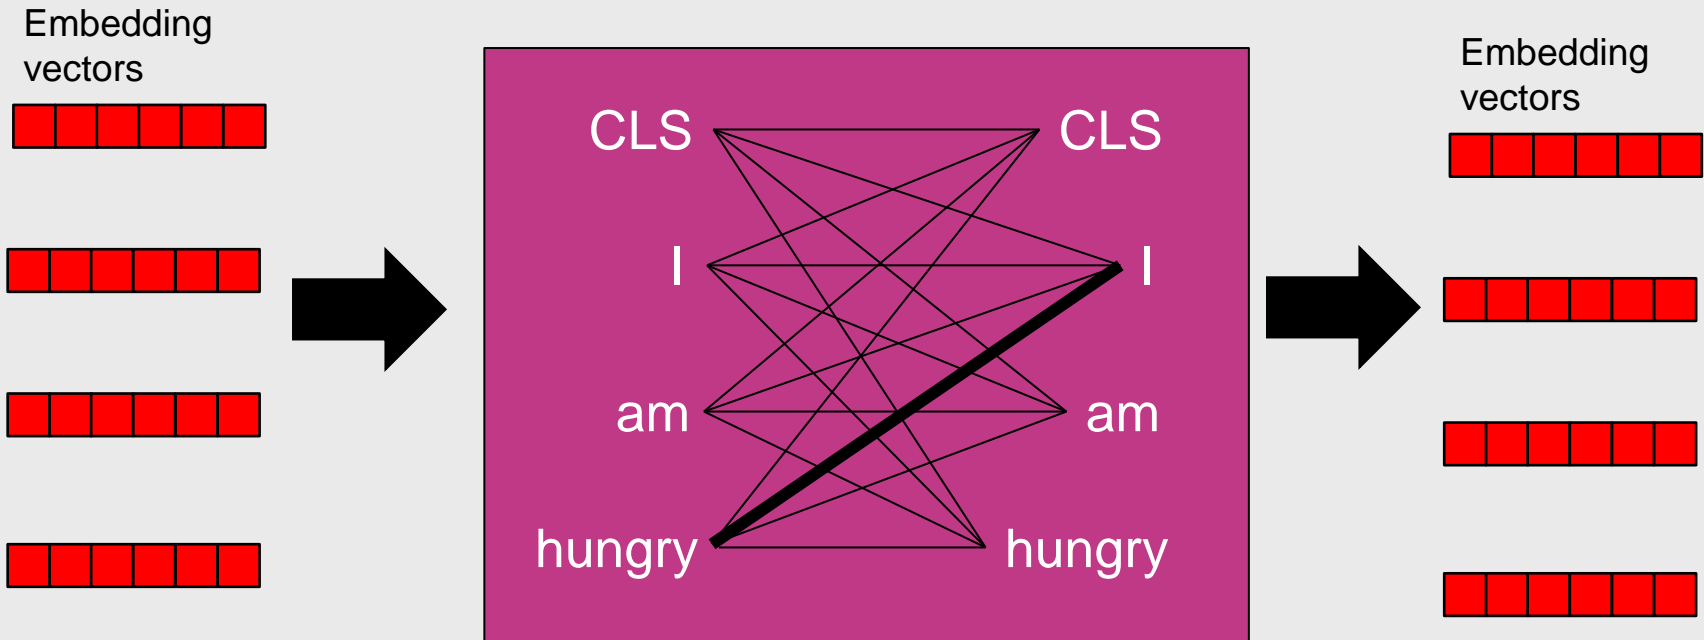 Embedding
vectors
CLS
I
am
hungry
CLS
I
am
hungry
Embedding
vectors